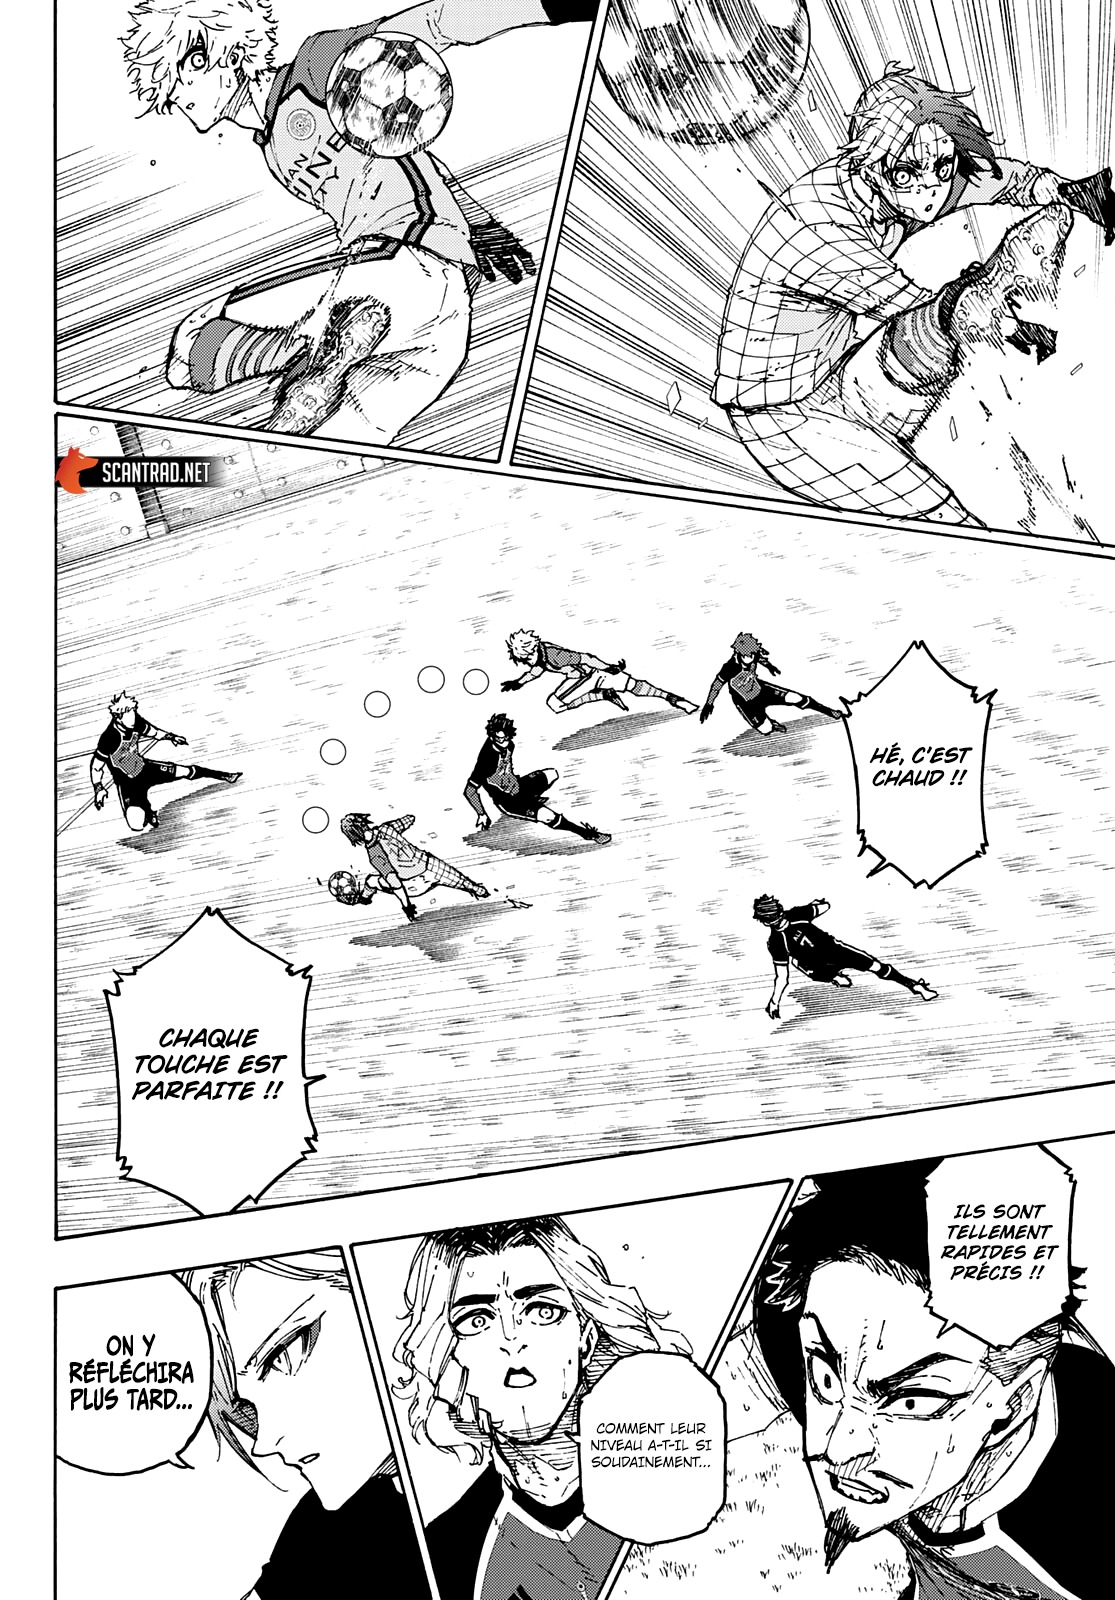 SCANTRAD.NET
HÉ, C'EST
CHAUD !!
CHAQUE
TOUCHE EST
PARFAITE !!
ILS SONT
TELLEMENT
RAPIDES ET
PRÉCIS !!
COMMENT LEUR
NIVEAU A-T-IL SI
SOUDAINEMENT...
ON Y
RÉFLÉCHIRA
PLUS TARD...